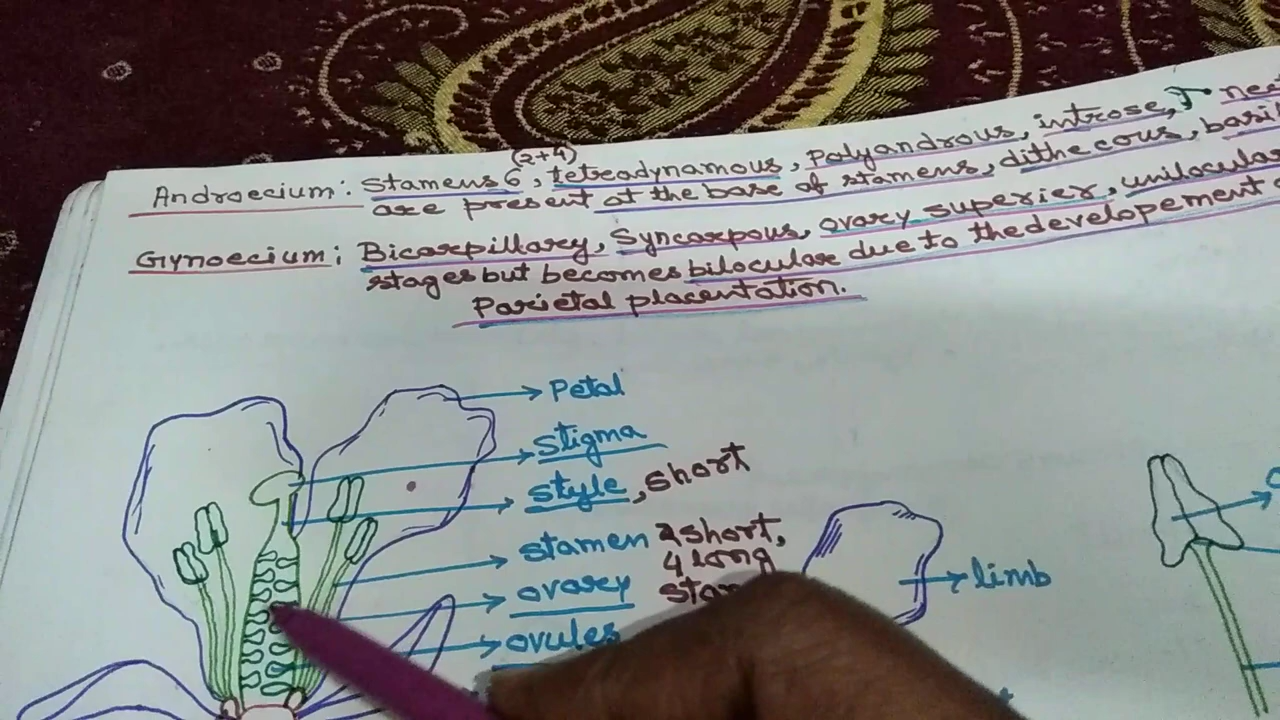 (2+4)
Androecium: Stamens 6, tetradynamous, Polyandrous, introse,
are present at the base of stamens, dithecous,
Gynoecium: Bicarpillary, Syncarpous, ovary superier, unilocular
stages but becomes bilocular due to the developement
Parietal placentation.
Petal
Stigma
style, short
stamen 2 short,
4 long
ovary
ovules
limb